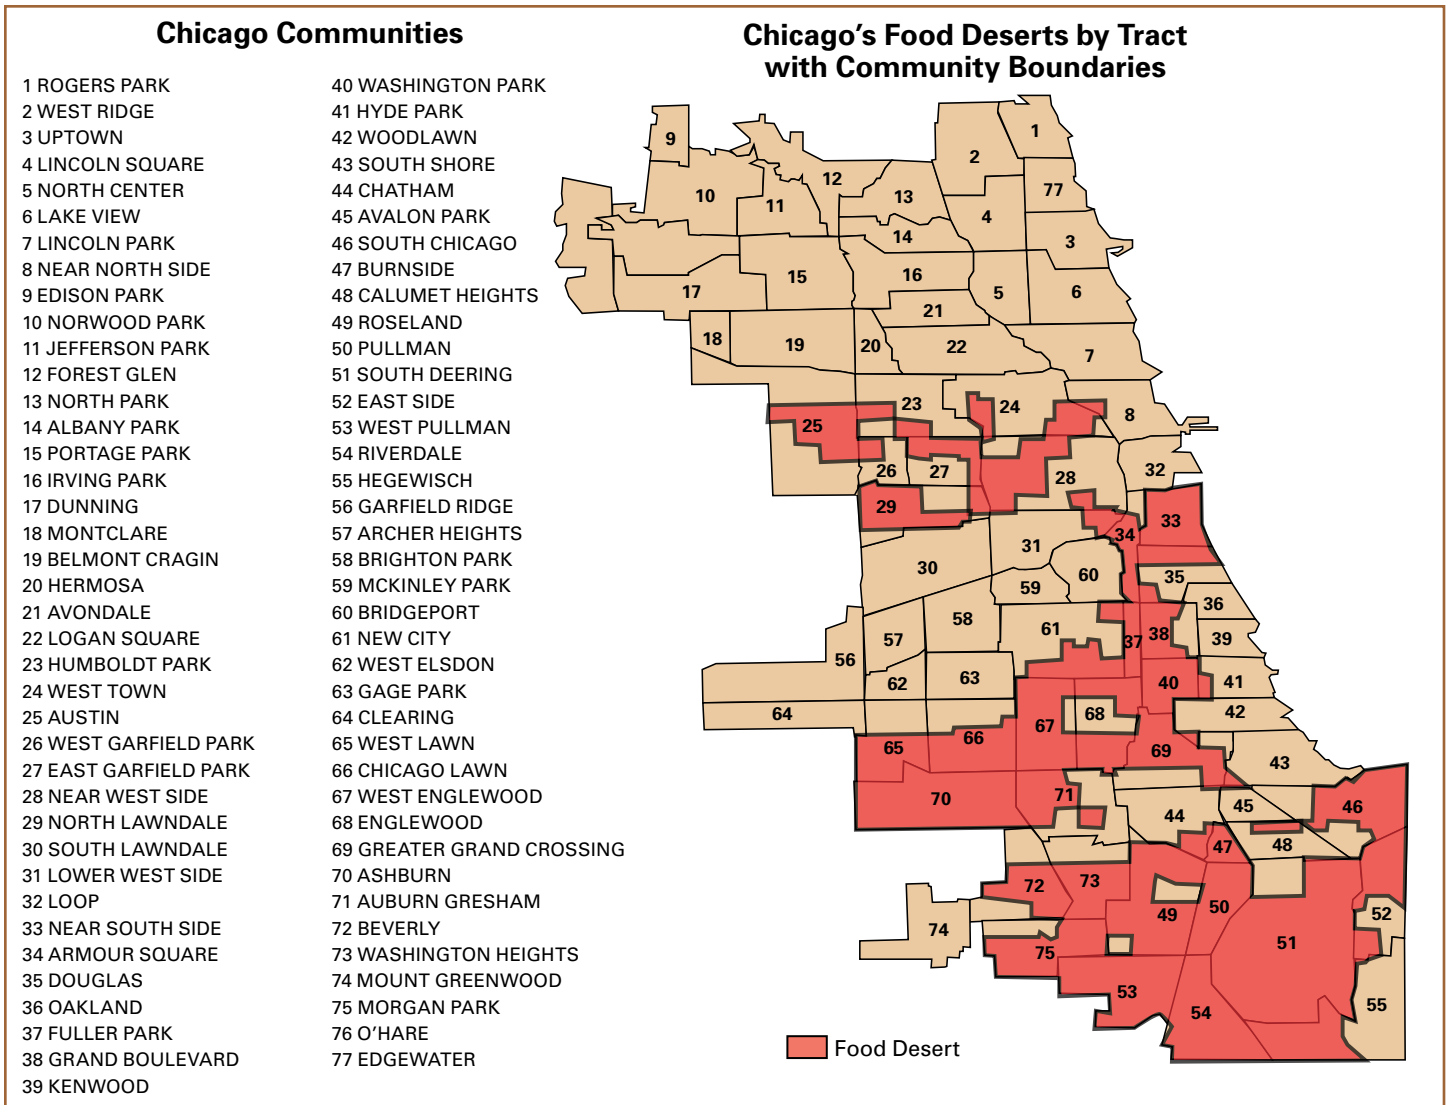 Chicago Communities
1 ROGERS PARK
2 WEST RIDGE
3 UPTOWN
4 LINCOLN SQUARE
5 NORTH CENTER
6 LAKE VIEW
7 LINCOLN PARK
8 NEAR NORTH SIDE
9 EDISON PARK
10 NORWOOD PARK
11 JEFFERSON PARK
12 FOREST GLEN
13 NORTH PARK
14 ALBANY PARK
15 PORTAGE PARK
16 IRVING PARK
17 DUNNING
18 MONTCLARE
19 BELMONT CRAGIN
20 HERMOSA
21 AVONDALE
22 LOGAN SQUARE
23 HUMBOLDT PARK
24 WEST TOWN
25 AUSTIN
26 WEST GARFIELD PARK
27 EAST GARFIELD PARK
28 NEAR WEST SIDE
29 NORTH LAWNDALE
30 SOUTH LAWNDALE
31 LOWER WEST SIDE
32 LOOP
33 NEAR SOUTH SIDE
34 ARMOUR SQUARE
35 DOUGLAS
36 OAKLAND
37 FULLER PARK
38 GRAND BOULEVARD
39 KENWOOD
40 WASHINGTON PARK
41 HYDE PARK
42 WOODLAWN
43 SOUTH SHORE
44 CHATHAM
45 AVALON PARK
46 SOUTH CHICAGO
47 BURNSIDE
48 CALUMET HEIGHTS
49 ROSELAND
50 PULLMAN
51 SOUTH DEERING
52 EAST SIDE
53 WEST PULLMAN
54 RIVERDALE
55 HEGEWISCH
56 GARFIELD RIDGE
57 ARCHER HEIGHTS
58 BRIGHTON PARK
59 MCKINLEY PARK
60 BRIDGEPORT
61 NEW CITY
62 WEST ELSDON
63 GAGE PARK
64 CLEARING
65 WEST LAWN
66 CHICAGO LAWN
67 WEST ENGLEWOOD
68 ENGLEWOOD
69 GREATER GRAND CROSSING
70 ASHBURN
71 AUBURN GRESHAM
72 BEVERLY
73 WASHINGTON HEIGHTS
74 MOUNT GREENWOOD
75 MORGAN PARK
76 O'HARE
77 EDGEWATER
Chicago's Food Deserts by Tract
with Community Boundaries
1
9
2
12
77
10
13
11
4
14
3
16
15
17
5
6
21
18
19
20
22
7
23
24
8
25
26
27
32
28
29
33
34
31
30
60
35
59
36
58
61
57
37
38
39
56
63
62
40
41
64
68
42
67
66
65
69
43
70
71
45
46
44
47
48
73
72
50
49
52
74
51
75
53
55
54
Food Desert